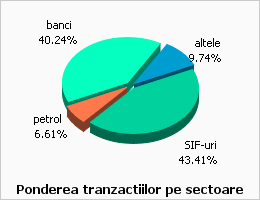 banci
40.24%
altele
9.74%
petrol
6.61%
SIF-uri
43.41%
Ponderea tranzactiilor pe sectoare